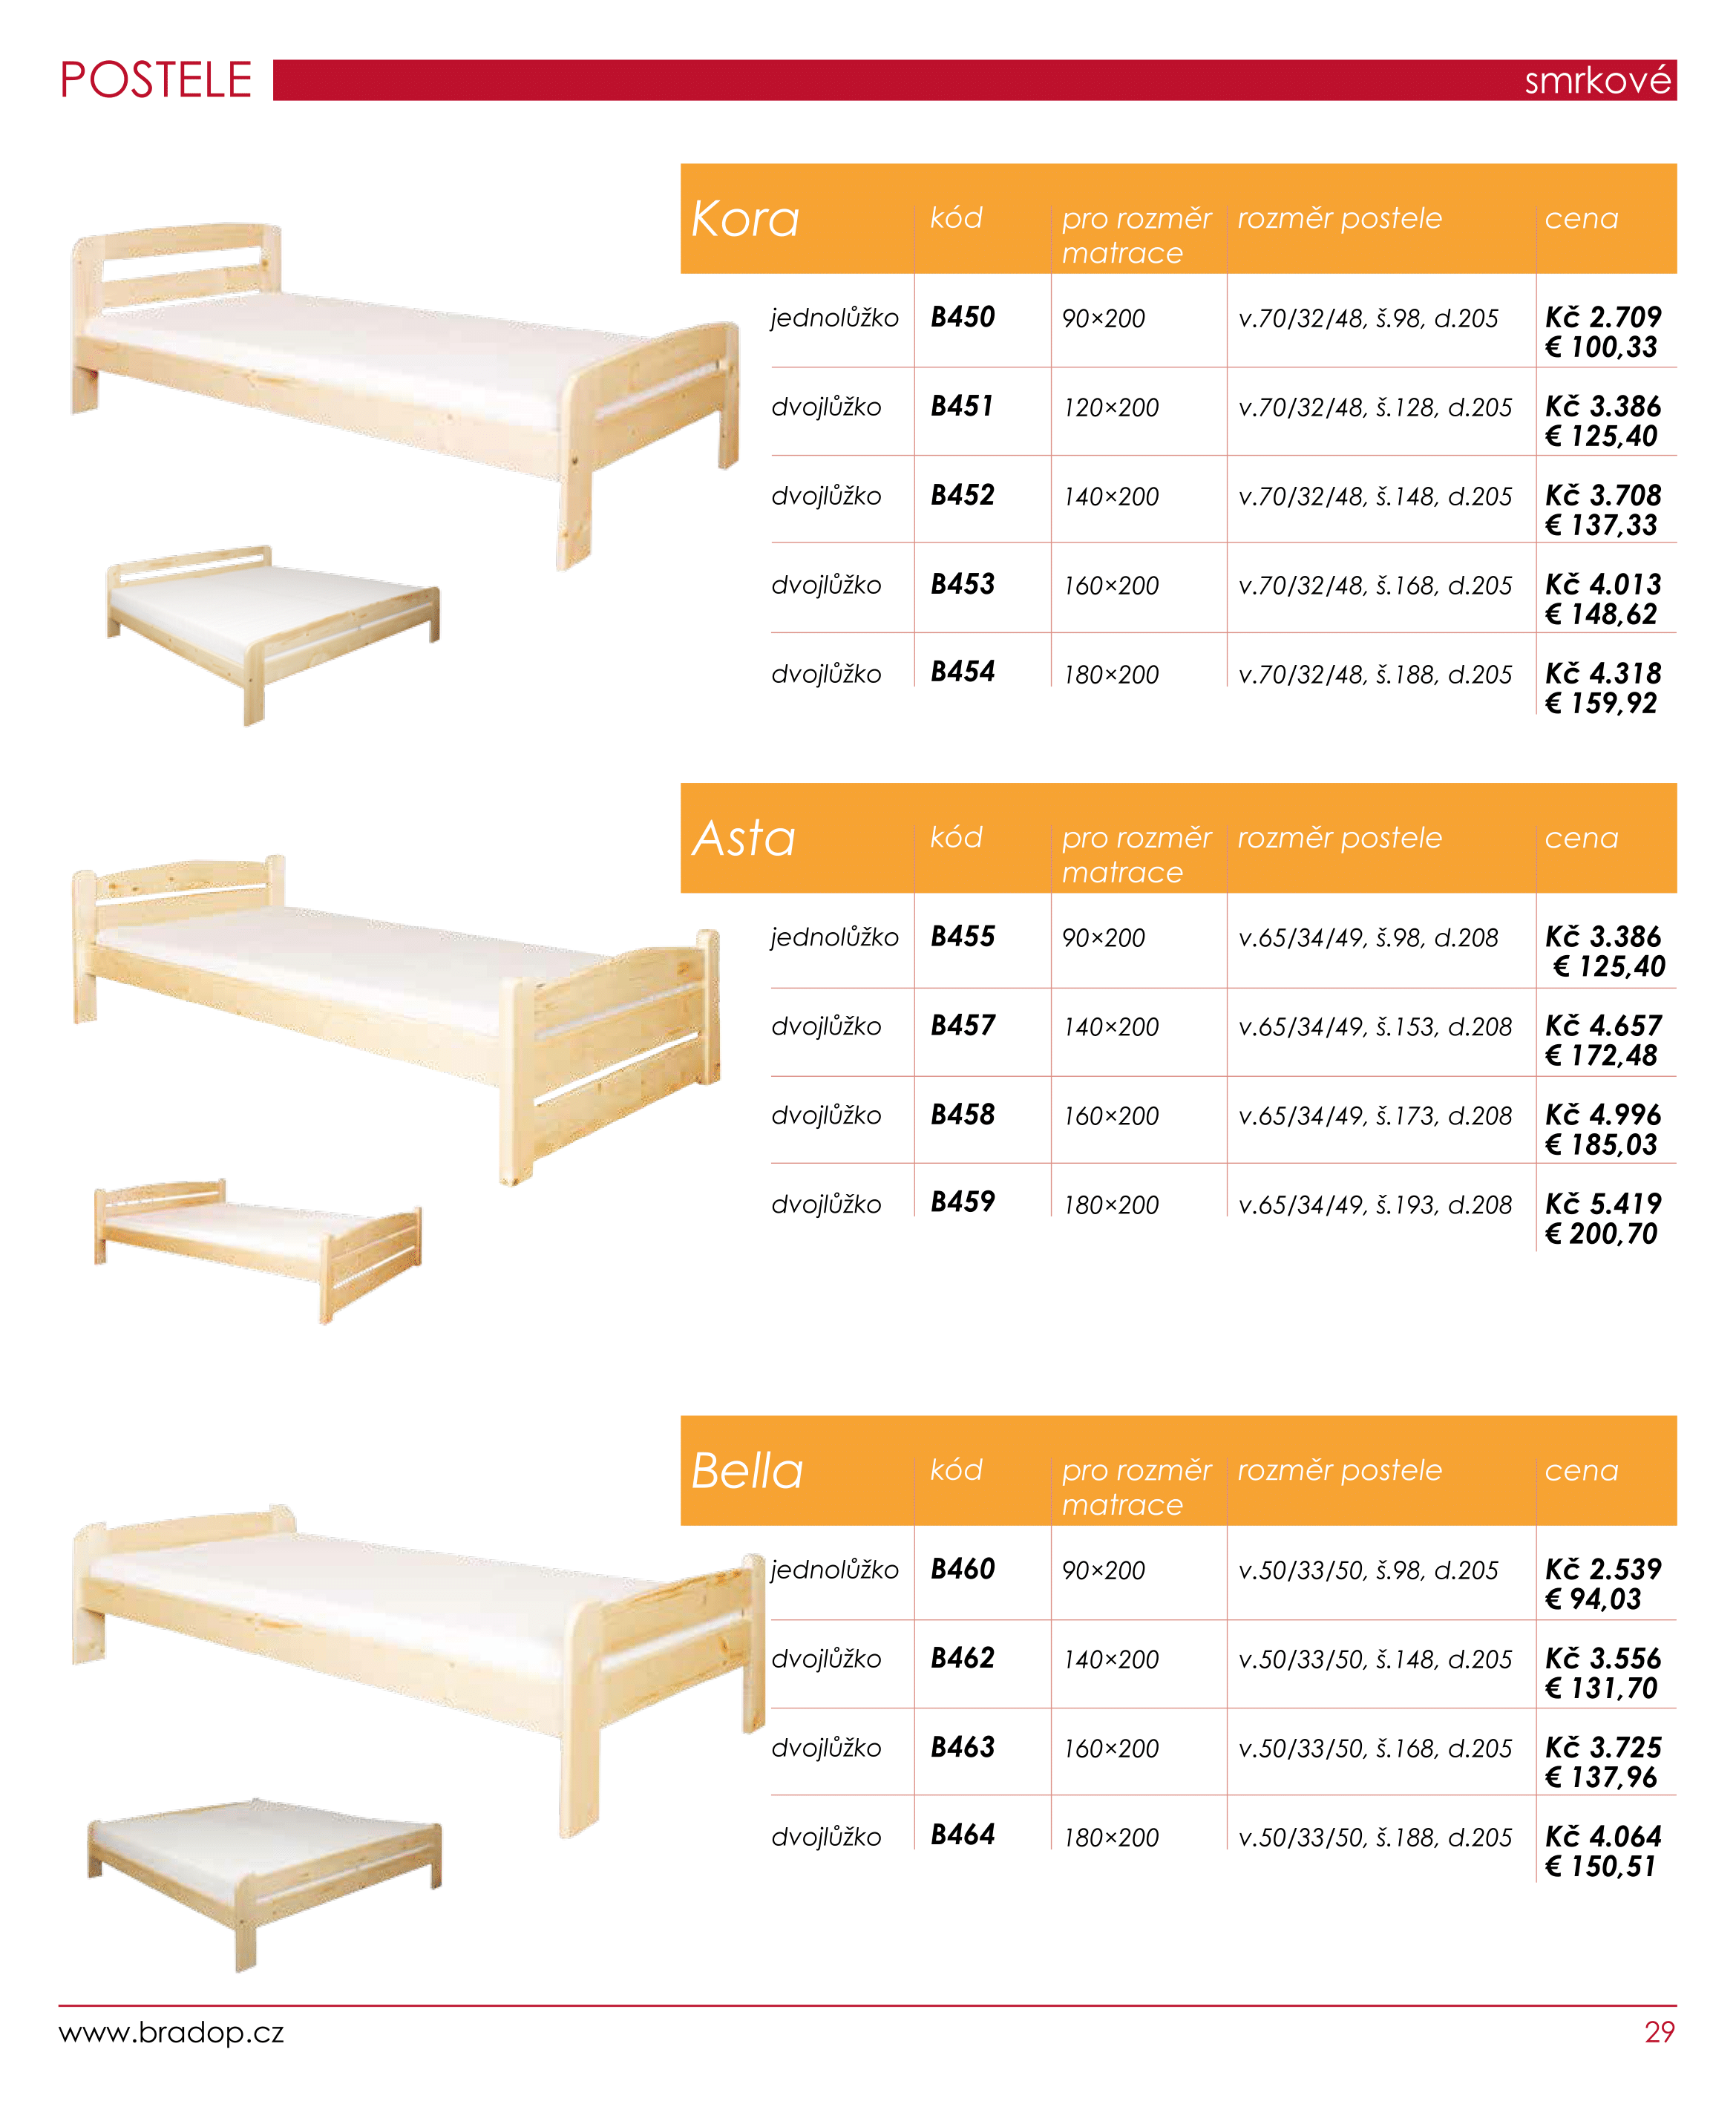 POSTELE smrkové
Kora kód pro rozměr rozměr postele cena
matrace
jednolůžko B450 90×200 v.70/32/48, š.98, d.205 Kč 2.709
€ 100,33
dvojlůžko B451 120×200 v.70/32/48, š.128, d.205 Kč 3.386
€ 125,40
dvojlůžko B452 140×200 v.70/32/48, š.148, d.205 Kč 3.708
€ 137,33
dvojlůžko B453 160×200 v.70/32/48, š.168, d.205 Kč 4.013
€ 148,62
dvojlůžko B454 180×200 v.70/32/48, š.188, d.205 Kč 4.318
€ 159,92
Asta kód pro rozměr rozměr postele cena
matrace
jednolůžko B455 90×200 v.65/34/49, š.98, d.208 Kč 3.386
€ 125,40
dvojlůžko B457 140×200 v.65/34/49, š.153, d.208 Kč 4.657
€ 172,48
dvojlůžko B458 160×200 v.65/34/49, š.173, d.208 Kč 4.996
€ 185,03
dvojlůžko B459 180×200 v.65/34/49, š.193, d.208 Kč 5.419
€ 200,70
Bella kód pro rozměr rozměr postele cena
matrace
jednolůžko B460 90×200 v.50/33/50, š.98, d.205 Kč 2.539
€ 94,03
dvojlůžko B462 140×200 v.50/33/50, š.148, d.205 Kč 3.556
€ 131,70
dvojlůžko B463 160×200 v.50/33/50, š.168, d.205 Kč 3.725
€ 137,96
dvojlůžko B464 180×200 v.50/33/50, š.188, d.205 Kč 4.064
€ 150,51
www.bradop.cz 29